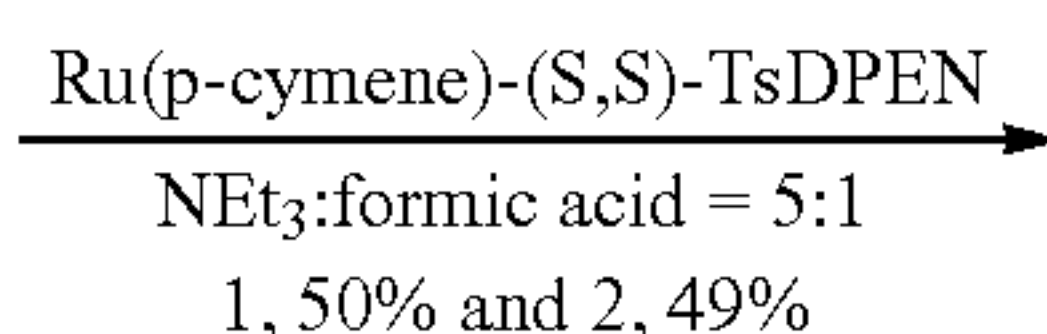 Ru(p-cymene)-(S,S)-TsDPEN
NEt₃:formic acid = 5:1
1, 50% and 2, 49%